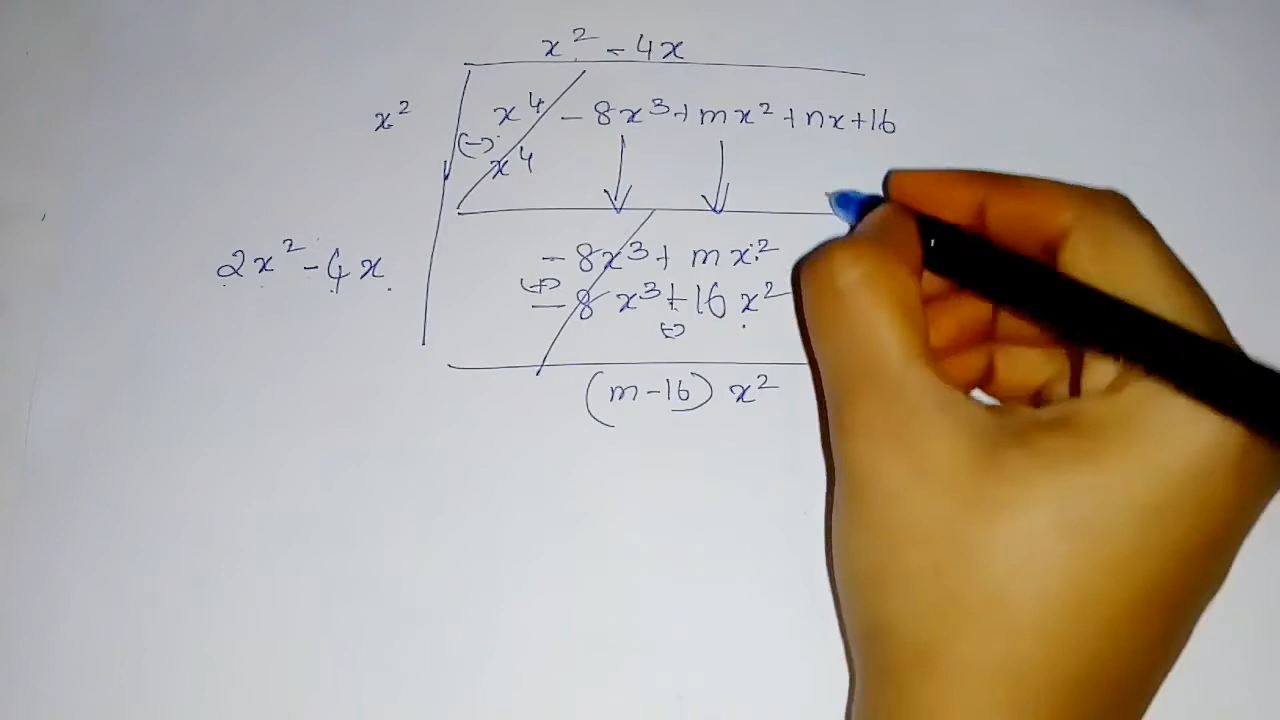 x² - 4x
x² x⁴ - 8x³ + mx² + nx + 16
(-) x⁴
2x² - 4x - 8x³ + mx²
(+) - 8x³ + 16x²
(-)
(m - 16) x²